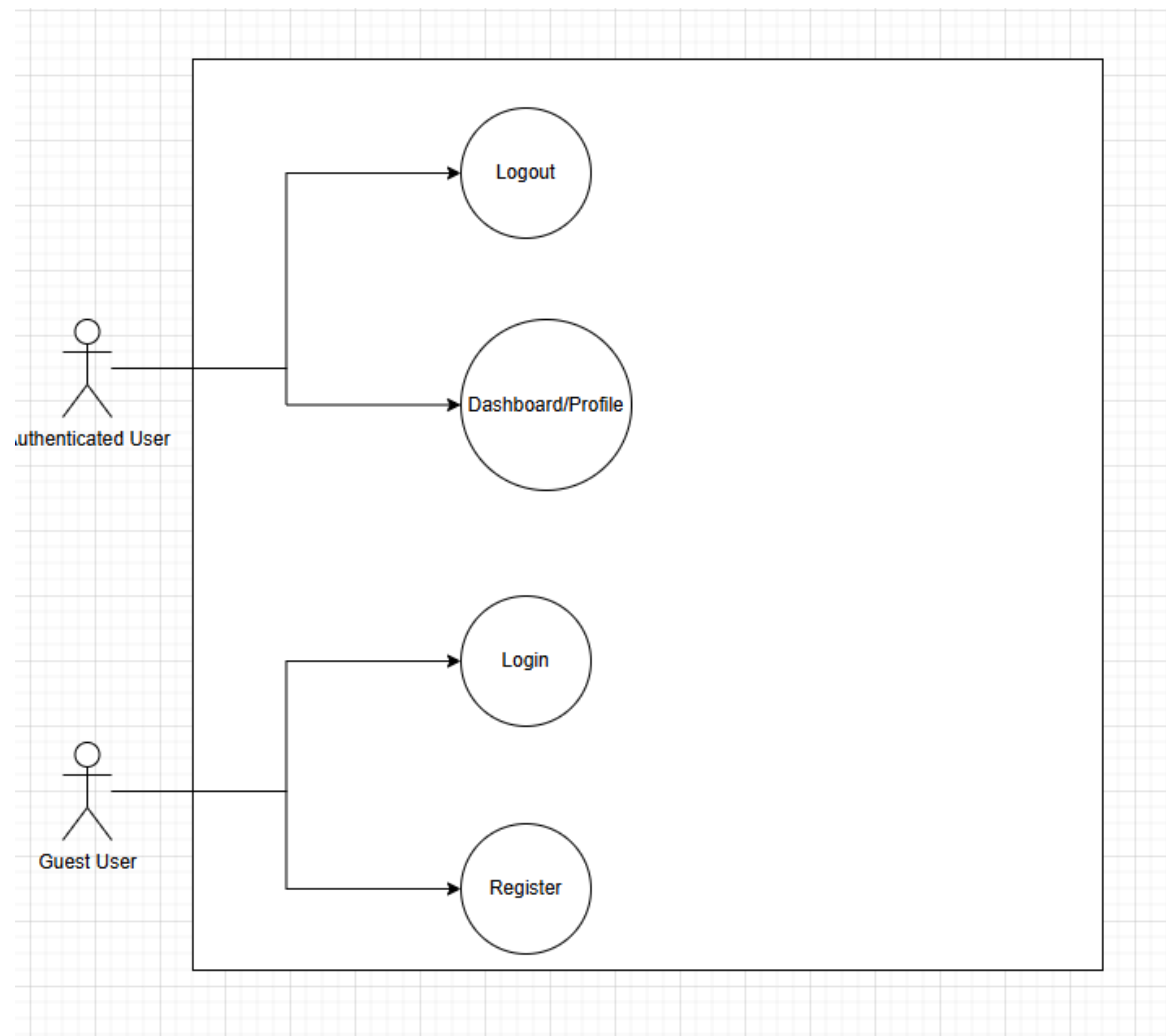 Logout
Dashboard/Profile
uthenticated User
Login
Guest User
Register